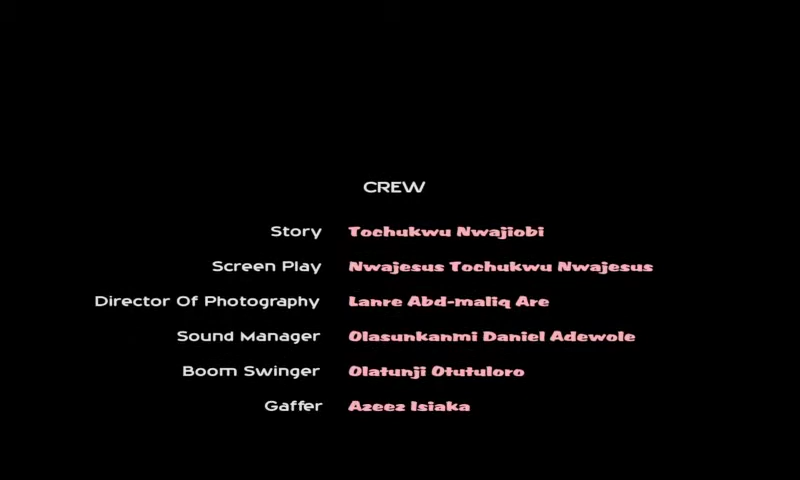 CREW
Story Tochukwu Nwajiobi
Screen Play Nwajesus Tochukwu Nwajesus
Director Of Photography Lanre Abd-maliq Are
Sound Manager Olasunkanmi Daniel Adewole
Boom Swinger Olatunji Otutuloro
Gaffer Azeez Isiaka